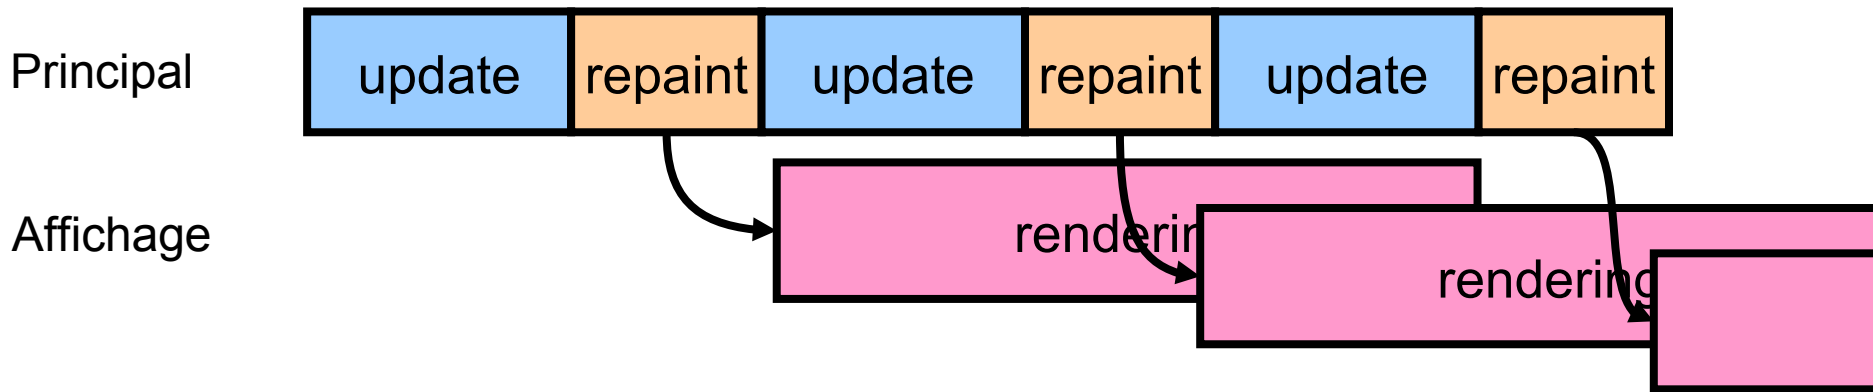 Principal update repaint update repaint update repaint
Affichage renderin
rendering